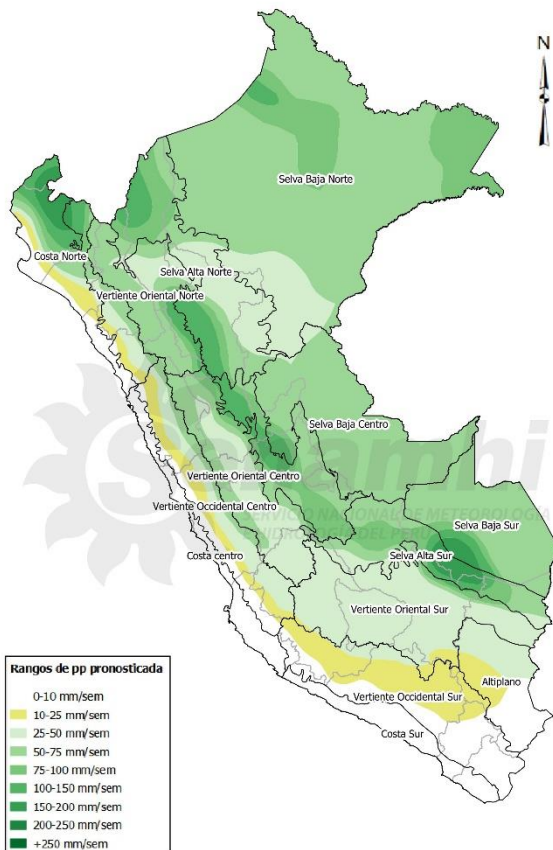 N
Selva Baja Norte
Costa Norte
Selva Alta Norte
Vertiente Oriental Norte
Selva Baja Centro
Vertiente Oriental Centro
Vertiente Occidental Centro
SERVICIO NACIONAL DE METEOROLOGÍA
Selva Baja Sur
Costa centro
Selva Alta Sur
Vertiente Oriental Sur
Altiplano
Vertiente Occidental Sur
Costa Sur
Rangos de pp pronosticada
0-10 mm/sem
10-25 mm/sem
25-50 mm/sem
50-75 mm/sem
75-100 mm/sem
100-150 mm/sem
150-200 mm/sem
200-250 mm/sem
+250 mm/sem